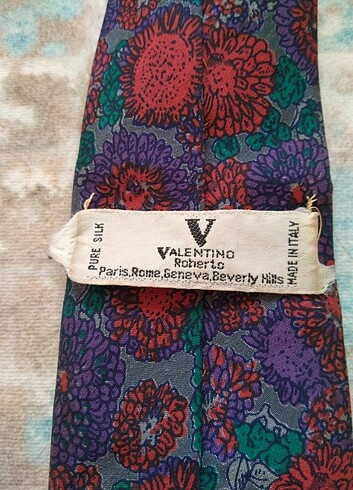 PURE SILK
V
VALENTINO
Roberto
Paris,Rome,Geneva,Beverly Hills
MADE IN ITALY